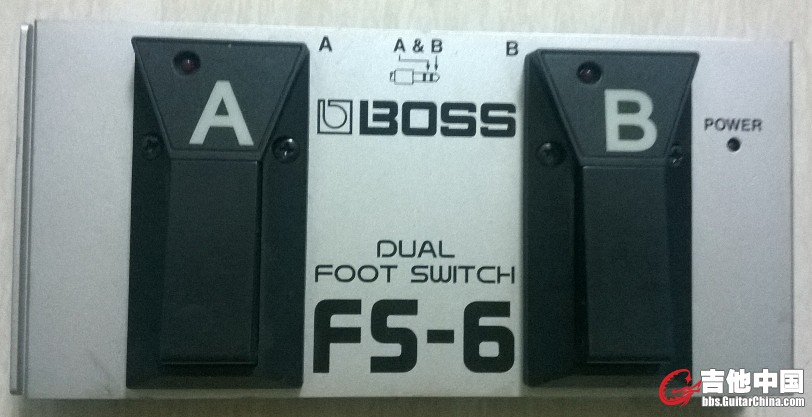 A
A & B
B
A
BOSS
B
POWER
DUAL
FOOT SWITCH
FS-6
吉他中国
bbs.GuitarChina.com